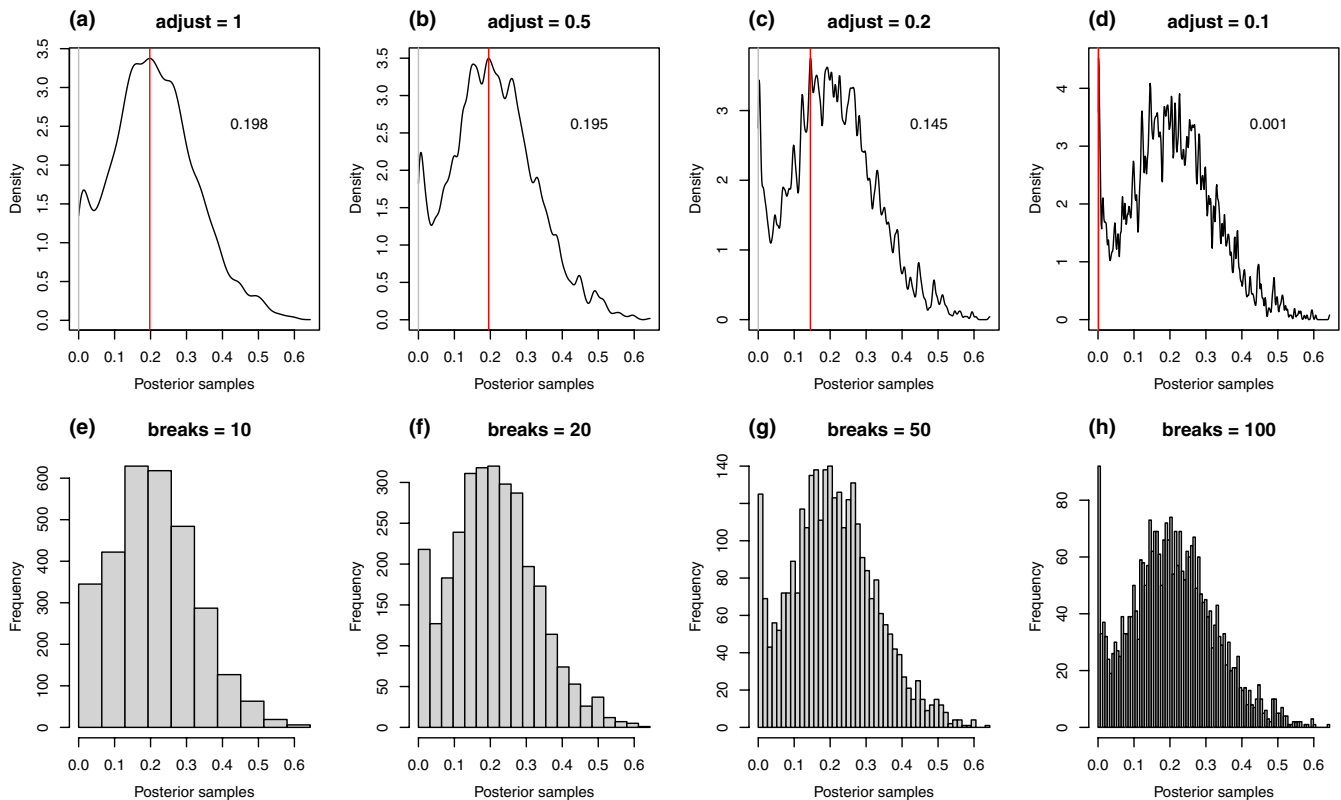 (a) adjust = 1
Density
0.0 0.5 1.0 1.5 2.0 2.5 3.0 3.5
0.198
0.0 0.1 0.2 0.3 0.4 0.5 0.6
Posterior samples
(b) adjust = 0.5
Density
0.0 0.5 1.0 1.5 2.0 2.5 3.0 3.5
0.195
0.0 0.1 0.2 0.3 0.4 0.5 0.6
Posterior samples
(c) adjust = 0.2
Density
0 1 2 3
0.145
0.0 0.1 0.2 0.3 0.4 0.5 0.6
Posterior samples
(d) adjust = 0.1
Density
0 1 2 3 4
0.001
0.0 0.1 0.2 0.3 0.4 0.5 0.6
Posterior samples
(e) breaks = 10
Frequency
0 100 200 300 400 500 600
0.0 0.1 0.2 0.3 0.4 0.5 0.6
Posterior samples
(f) breaks = 20
Frequency
0 50 100 150 200 250 300
0.0 0.1 0.2 0.3 0.4 0.5 0.6
Posterior samples
(g) breaks = 50
Frequency
0 20 40 60 80 100 120 140
0.0 0.1 0.2 0.3 0.4 0.5 0.6
Posterior samples
(h) breaks = 100
Frequency
0 20 40 60 80
0.0 0.1 0.2 0.3 0.4 0.5 0.6
Posterior samples